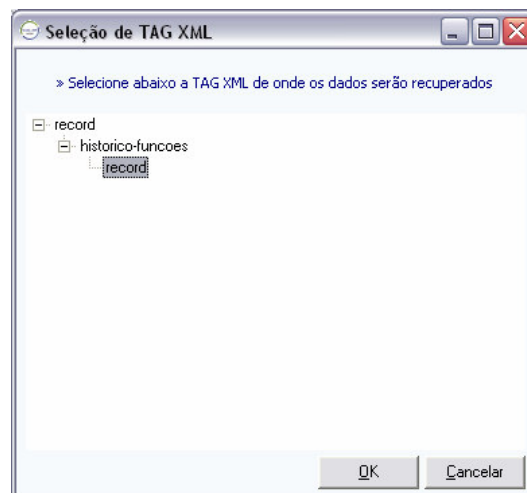 Seleção de TAG XML
» Selecione abaixo a TAG XML de onde os dados serão recuperados
record
historico-funcoes
record
OK Cancelar